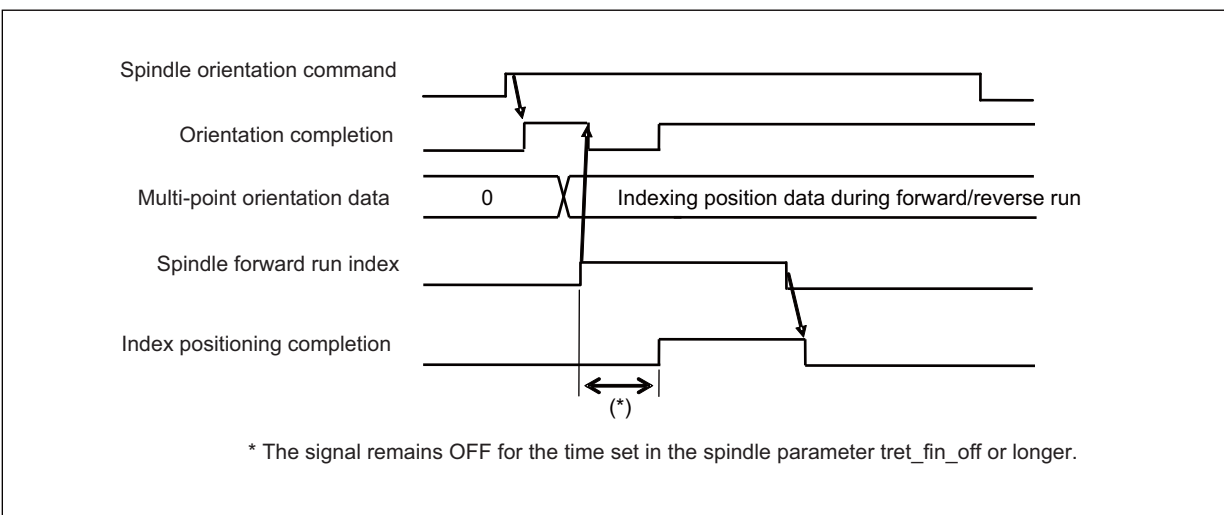 Spindle orientation command
Orientation completion
Multi-point orientation data
0
Indexing position data during forward/reverse run
Spindle forward run index
Index positioning completion
(*)
* The signal remains OFF for the time set in the spindle parameter tret_fin_off or longer.